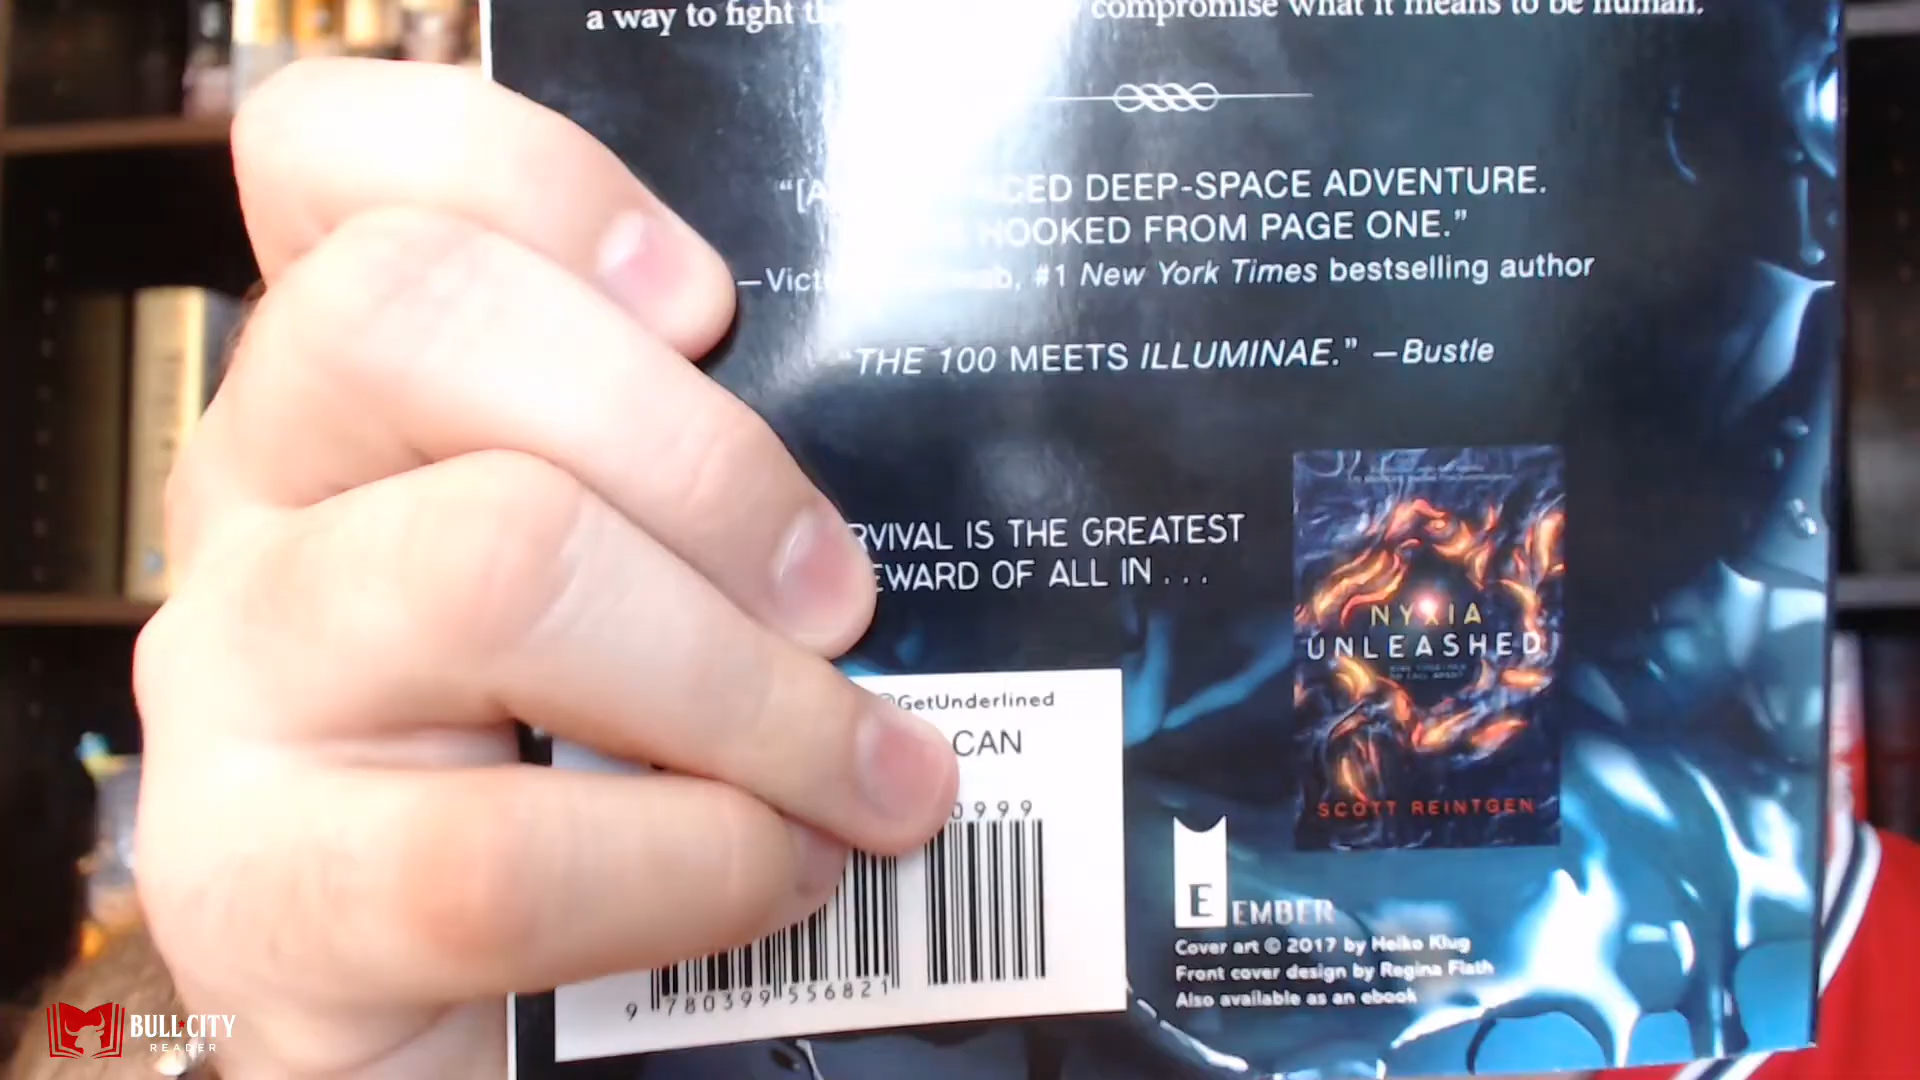 a way to fight compromise what it means to be human.
"[A CED DEEP-SPACE ADVENTURE.
HOOKED FROM PAGE ONE."
—Vict b, #1 New York Times bestselling author
"THE 100 MEETS ILLUMINAE." —Bustle
RVIVAL IS THE GREATEST
EWARD OF ALL IN . . .
NYXIA
UNLEASHED
SCOTT REINTGEN
@GetUnderlined
CAN
0999
9 780399 556821
E EMBER
Cover art © 2017 by Heiko Klug
Front cover design by Regina Flath
Also available as an ebook
BULL CITY
READER